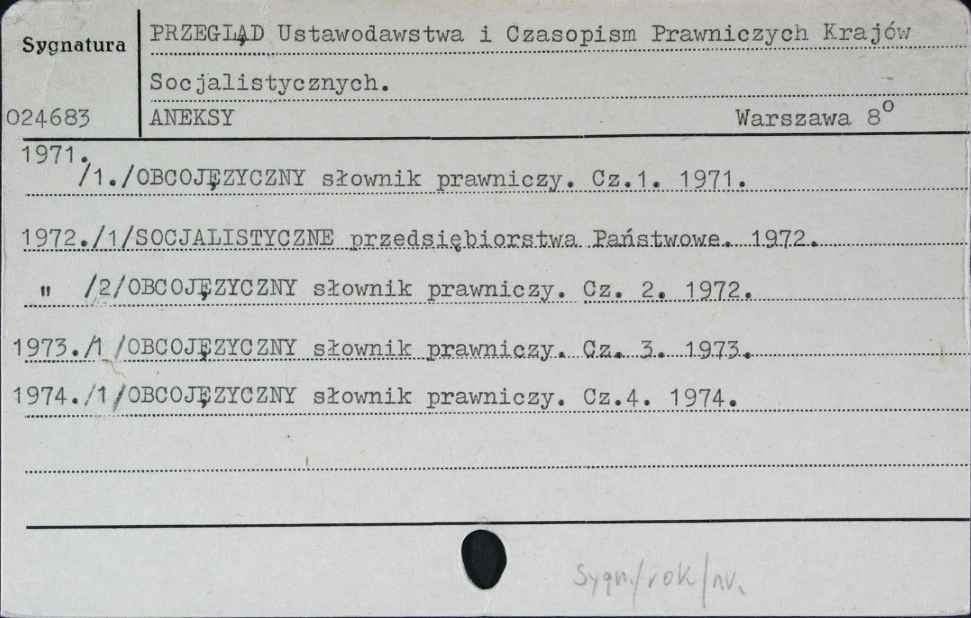 Sygnatura
PRZEGLĄD Ustawodawstwa i Czasopism Prawniczych Krajów
Socjalistycznych.
024683
ANEKSY Warszawa 8°
1971.
/1./OBCOJĘZYCZNY słownik prawniczy. Cz.1. 1971.
1972./1/SOCJALISTYCZNE przedsiębiorstwa Państwowe. 1972.
" /2/OBCOJĘZYCZNY słownik prawniczy. Cz. 2. 1972.
1973./1/OBCOJĘZYCZNY słownik prawniczy. Cz. 3. 1973.
1974./1/OBCOJĘZYCZNY słownik prawniczy. Cz.4. 1974.
Sygn./rok/nr.